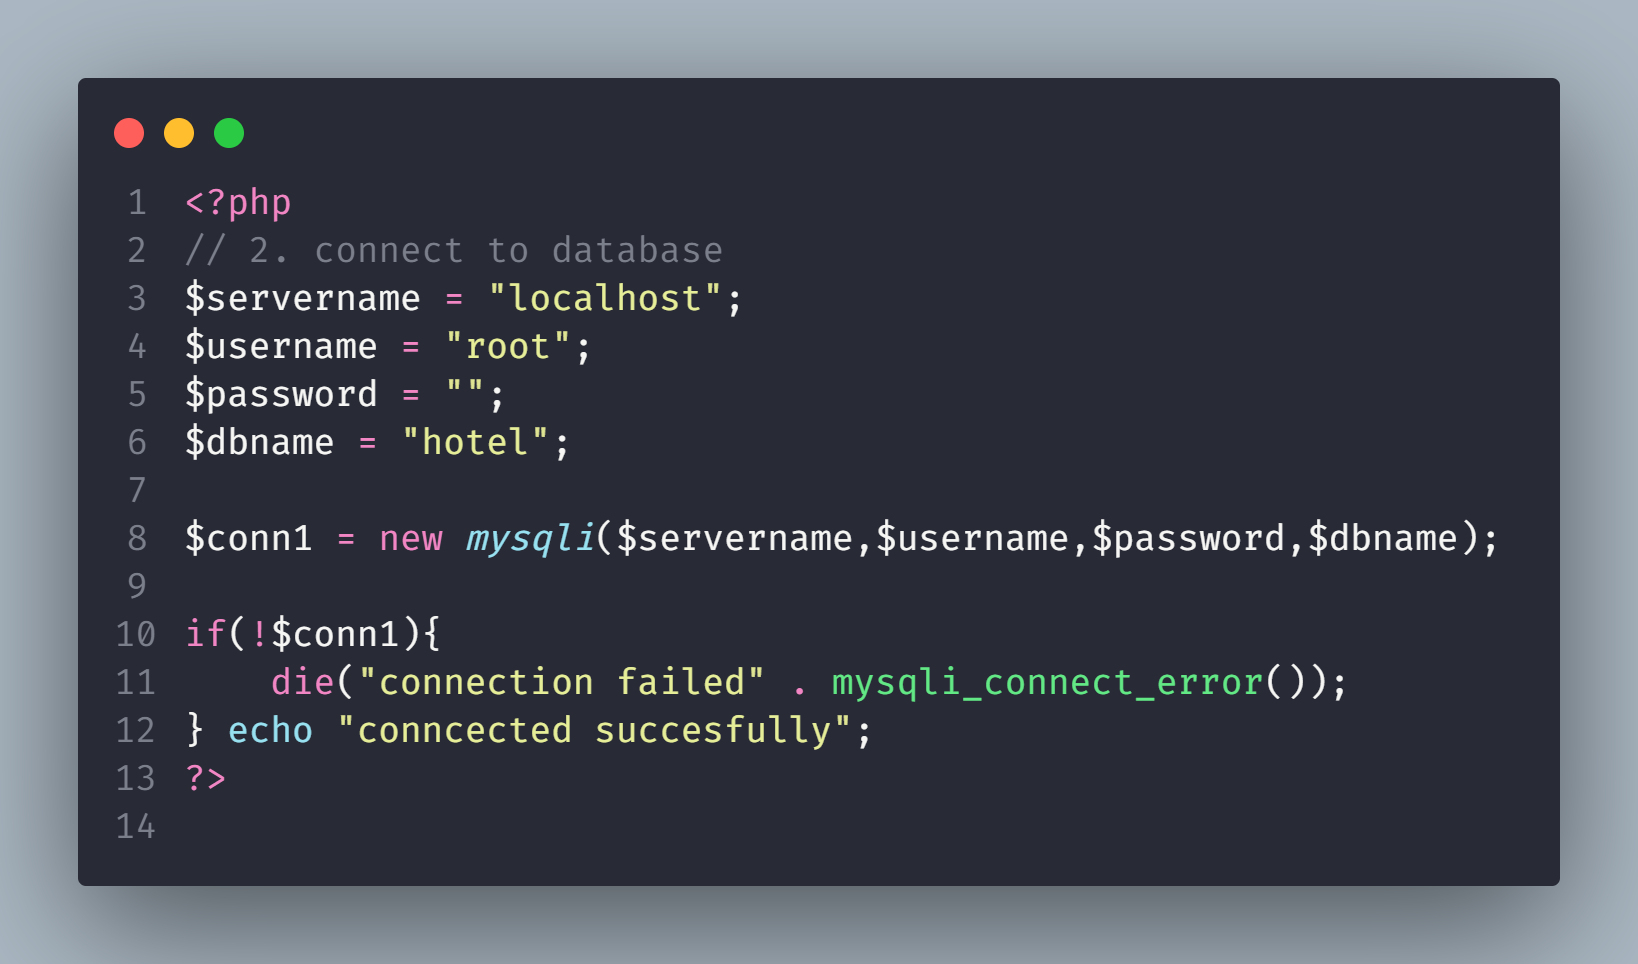 1 <?php
2 // 2. connect to database
3 $servername = "localhost";
4 $username = "root";
5 $password = "";
6 $dbname = "hotel";
7
8 $conn1 = new mysqli($servername,$username,$password,$dbname);
9
10 if(!$conn1){
11     die("connection failed" . mysqli_connect_error());
12 } echo "conncected succesfully";
13 ?>
14